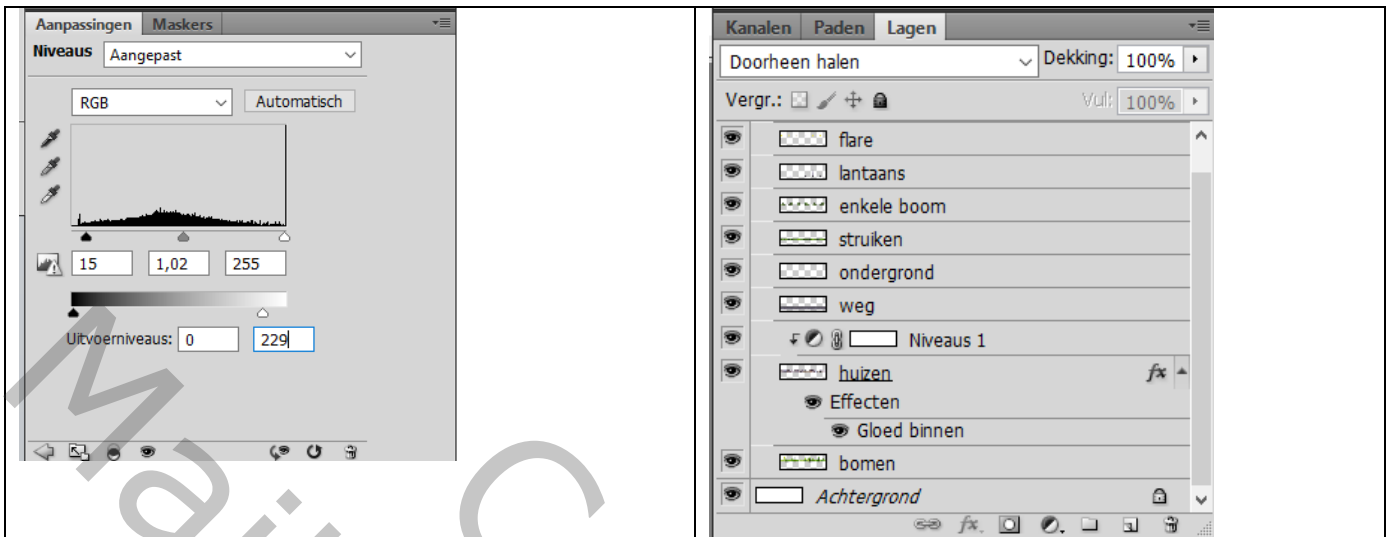 Aanpassingen Maskers
Niveaus Aangepast
RGB Automatisch
15 1,02 255
Uitvoerniveaus: 0 229
Kanalen Paden Lagen
Doorheen halen Dekking: 100%
Vergr.: Vul: 100%
flare
lantaans
enkele boom
struiken
ondergrond
weg
Niveaus 1
huizen fx
Effecten
Gloed binnen
bomen
Achtergrond
fx.